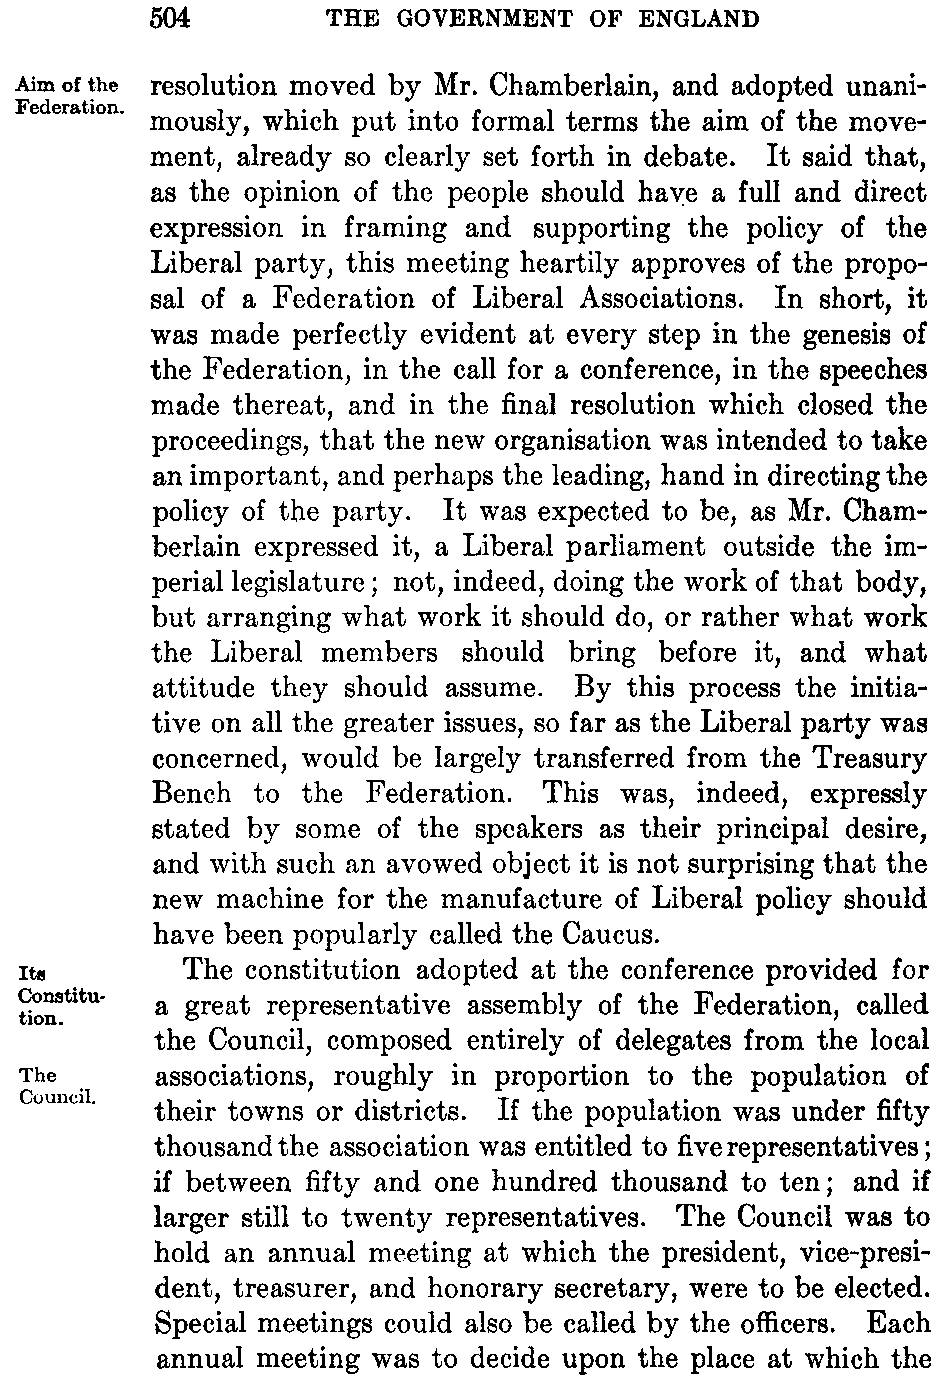 504 THE GOVERNMENT OF ENGLAND
Aim of the
Federation.
resolution moved by Mr. Chamberlain, and adopted unani-
mously, which put into formal terms the aim of the move-
ment, already so clearly set forth in debate. It said that,
as the opinion of the people should have a full and direct
expression in framing and supporting the policy of the
Liberal party, this meeting heartily approves of the propo-
sal of a Federation of Liberal Associations. In short, it
was made perfectly evident at every step in the genesis of
the Federation, in the call for a conference, in the speeches
made thereat, and in the final resolution which closed the
proceedings, that the new organisation was intended to take
an important, and perhaps the leading, hand in directing the
policy of the party. It was expected to be, as Mr. Cham-
berlain expressed it, a Liberal parliament outside the im-
perial legislature; not, indeed, doing the work of that body,
but arranging what work it should do, or rather what work
the Liberal members should bring before it, and what
attitude they should assume. By this process the initia-
tive on all the greater issues, so far as the Liberal party was
concerned, would be largely transferred from the Treasury
Bench to the Federation. This was, indeed, expressly
stated by some of the speakers as their principal desire,
and with such an avowed object it is not surprising that the
new machine for the manufacture of Liberal policy should
have been popularly called the Caucus.
Its
Constitu-
tion.
The constitution adopted at the conference provided for
a great representative assembly of the Federation, called
the Council, composed entirely of delegates from the local
The
Council.
associations, roughly in proportion to the population of
their towns or districts. If the population was under fifty
thousand the association was entitled to five representatives;
if between fifty and one hundred thousand to ten; and if
larger still to twenty representatives. The Council was to
hold an annual meeting at which the president, vice-presi-
dent, treasurer, and honorary secretary, were to be elected.
Special meetings could also be called by the officers. Each
annual meeting was to decide upon the place at which the